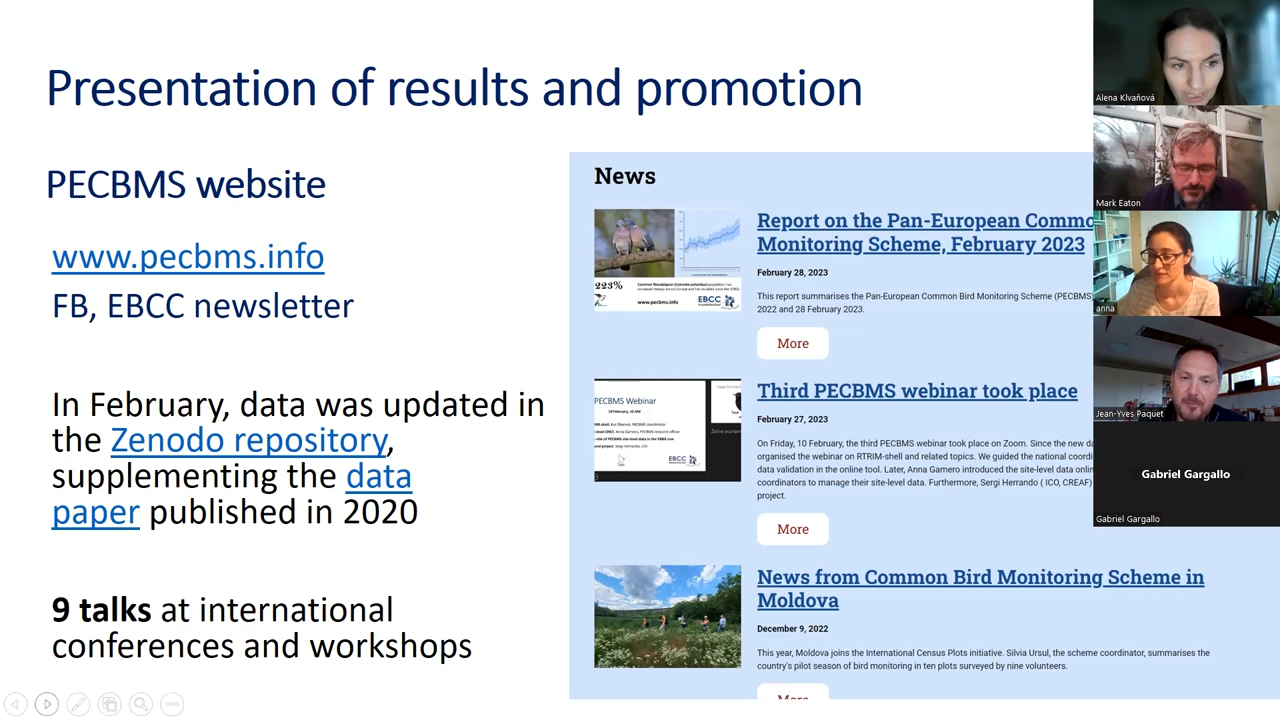 Presentation of results and promotion
PECBMS website
www.pecbms.info
FB, EBCC newsletter
In February, data was updated in
the Zenodo repository,
supplementing the data
paper published in 2020
9 talks at international
conferences and workshops
News
Report on the Pan-European Commo
Monitoring Scheme, February 2023
February 28, 2023
This report summarises the Pan-European Common Bird Monitoring Scheme (PECBMS
2022 and 28 February 2023.
More
223%
www.pecbms.info
EBCC
Third PECBMS webinar took place
February 27, 2023
On Friday, 10 February, the third PECBMS webinar took place on Zoom. Since the new da
organised the webinar on RTRIM-shell and related topics. We guided the national coordi
data validation in the online tool. Later, Anna Gamero introduced the site-level data onlin
coordinators to manage their site-level data. Furthermore, Sergi Herrando ( ICO, CREAF)
project.
More
PECBMS Webinar
EBCC
News from Common Bird Monitoring Scheme in
Moldova
December 9, 2022
This year, Moldova joins the International Census Plots initiative. Silvia Ursul, the scheme coordinator, summarises the
country's pilot season of bird monitoring in ten plots surveyed by nine volunteers.
More
Alena Klvaňová
Mark Eaton
anna
Jean-Yves Paquet
Gabriel Gargallo
Gabriel Gargallo